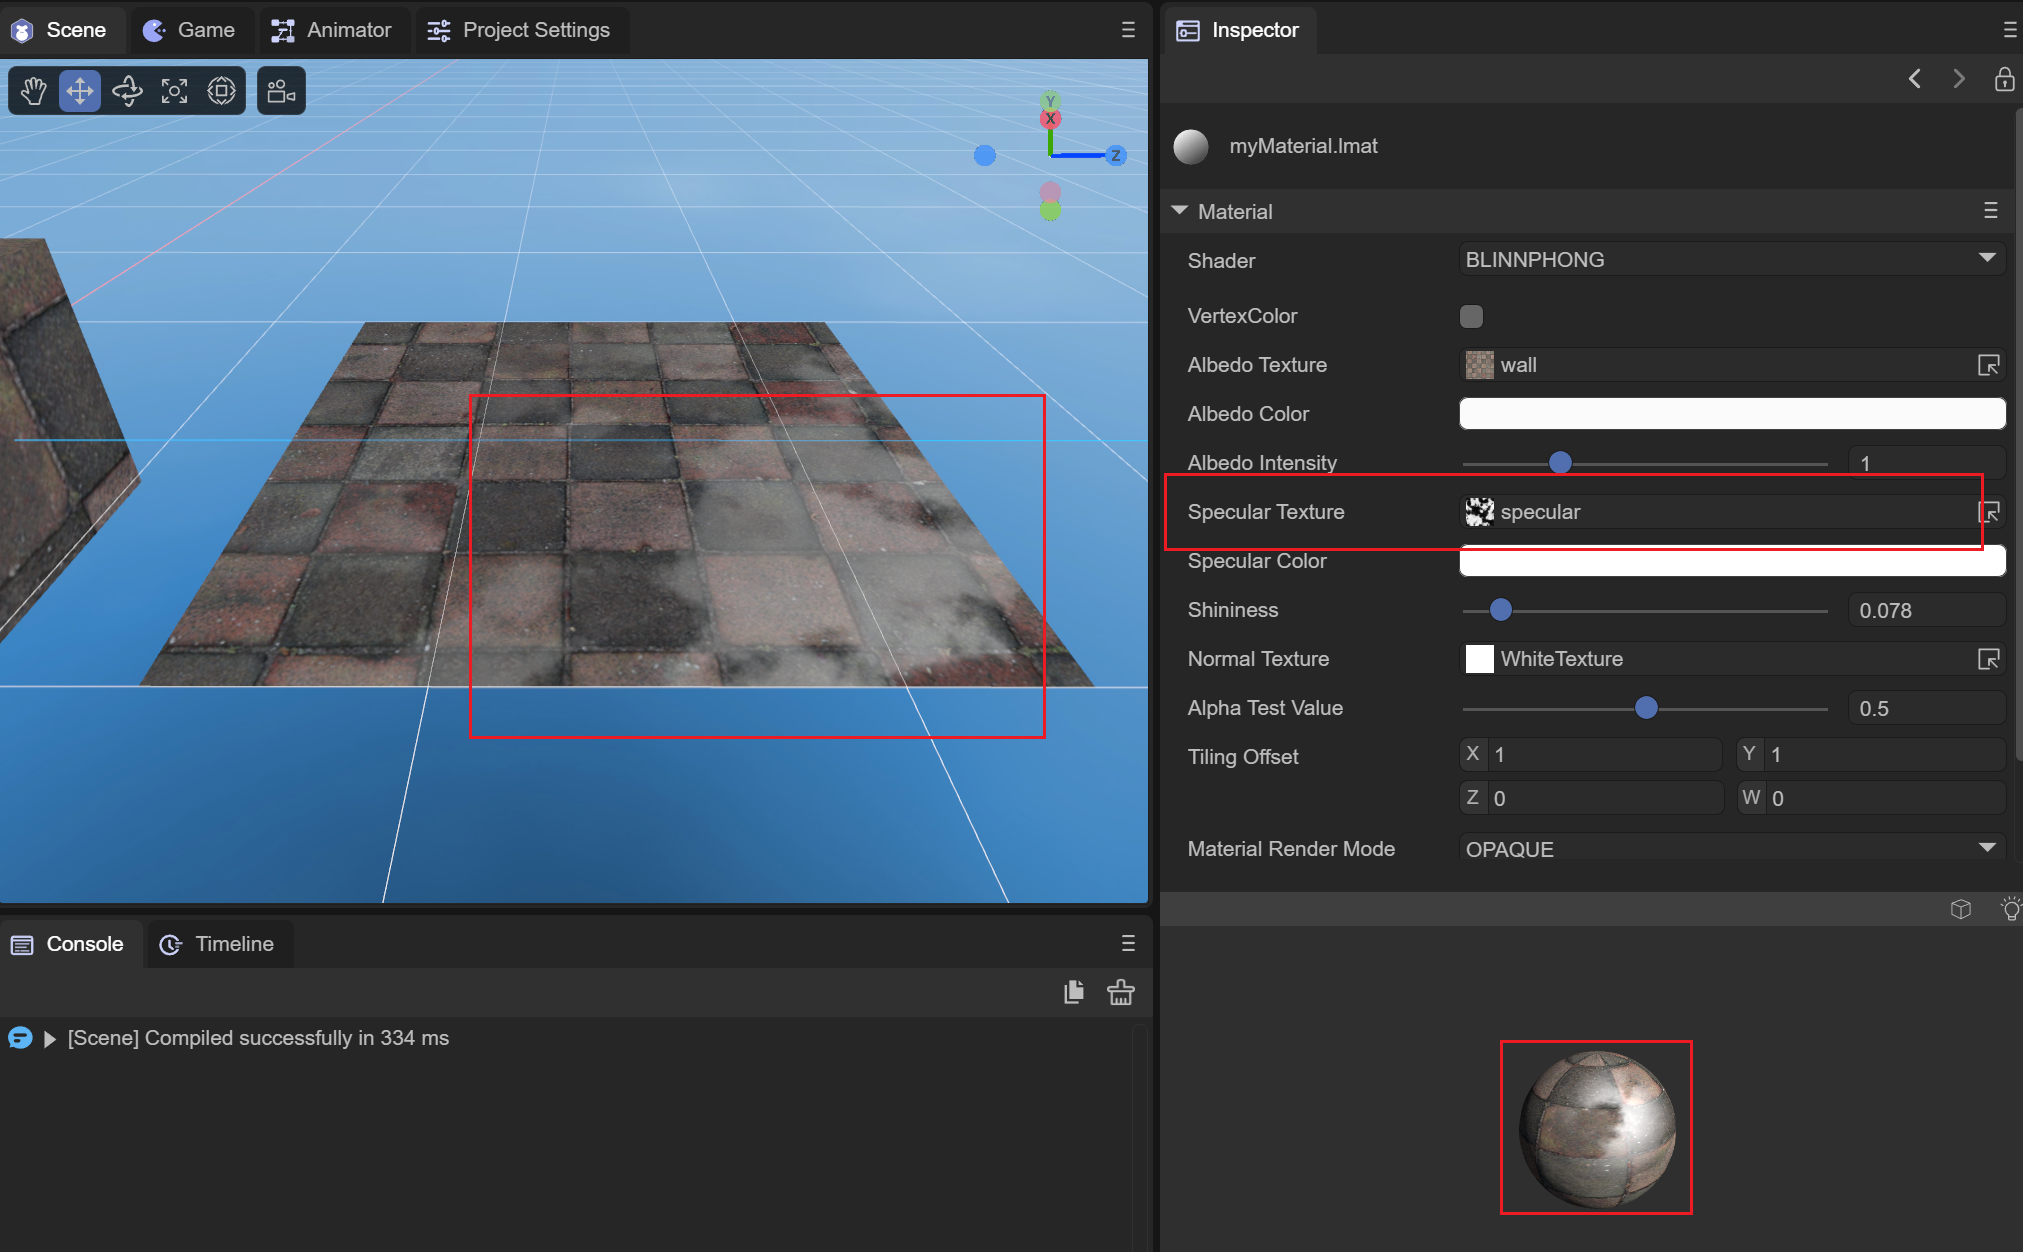 Scene Game Animator Project Settings
Y
X
Z
Console Timeline
[Scene] Compiled successfully in 334 ms
Inspector
myMaterial.lmat
Material
Shader BLINNPHONG
VertexColor
Albedo Texture wall
Albedo Color
Albedo Intensity 1
Specular Texture specular
Specular Color
Shininess 0.078
Normal Texture WhiteTexture
Alpha Test Value 0.5
Tiling Offset X 1 Y 1
Z 0 W 0
Material Render Mode OPAQUE